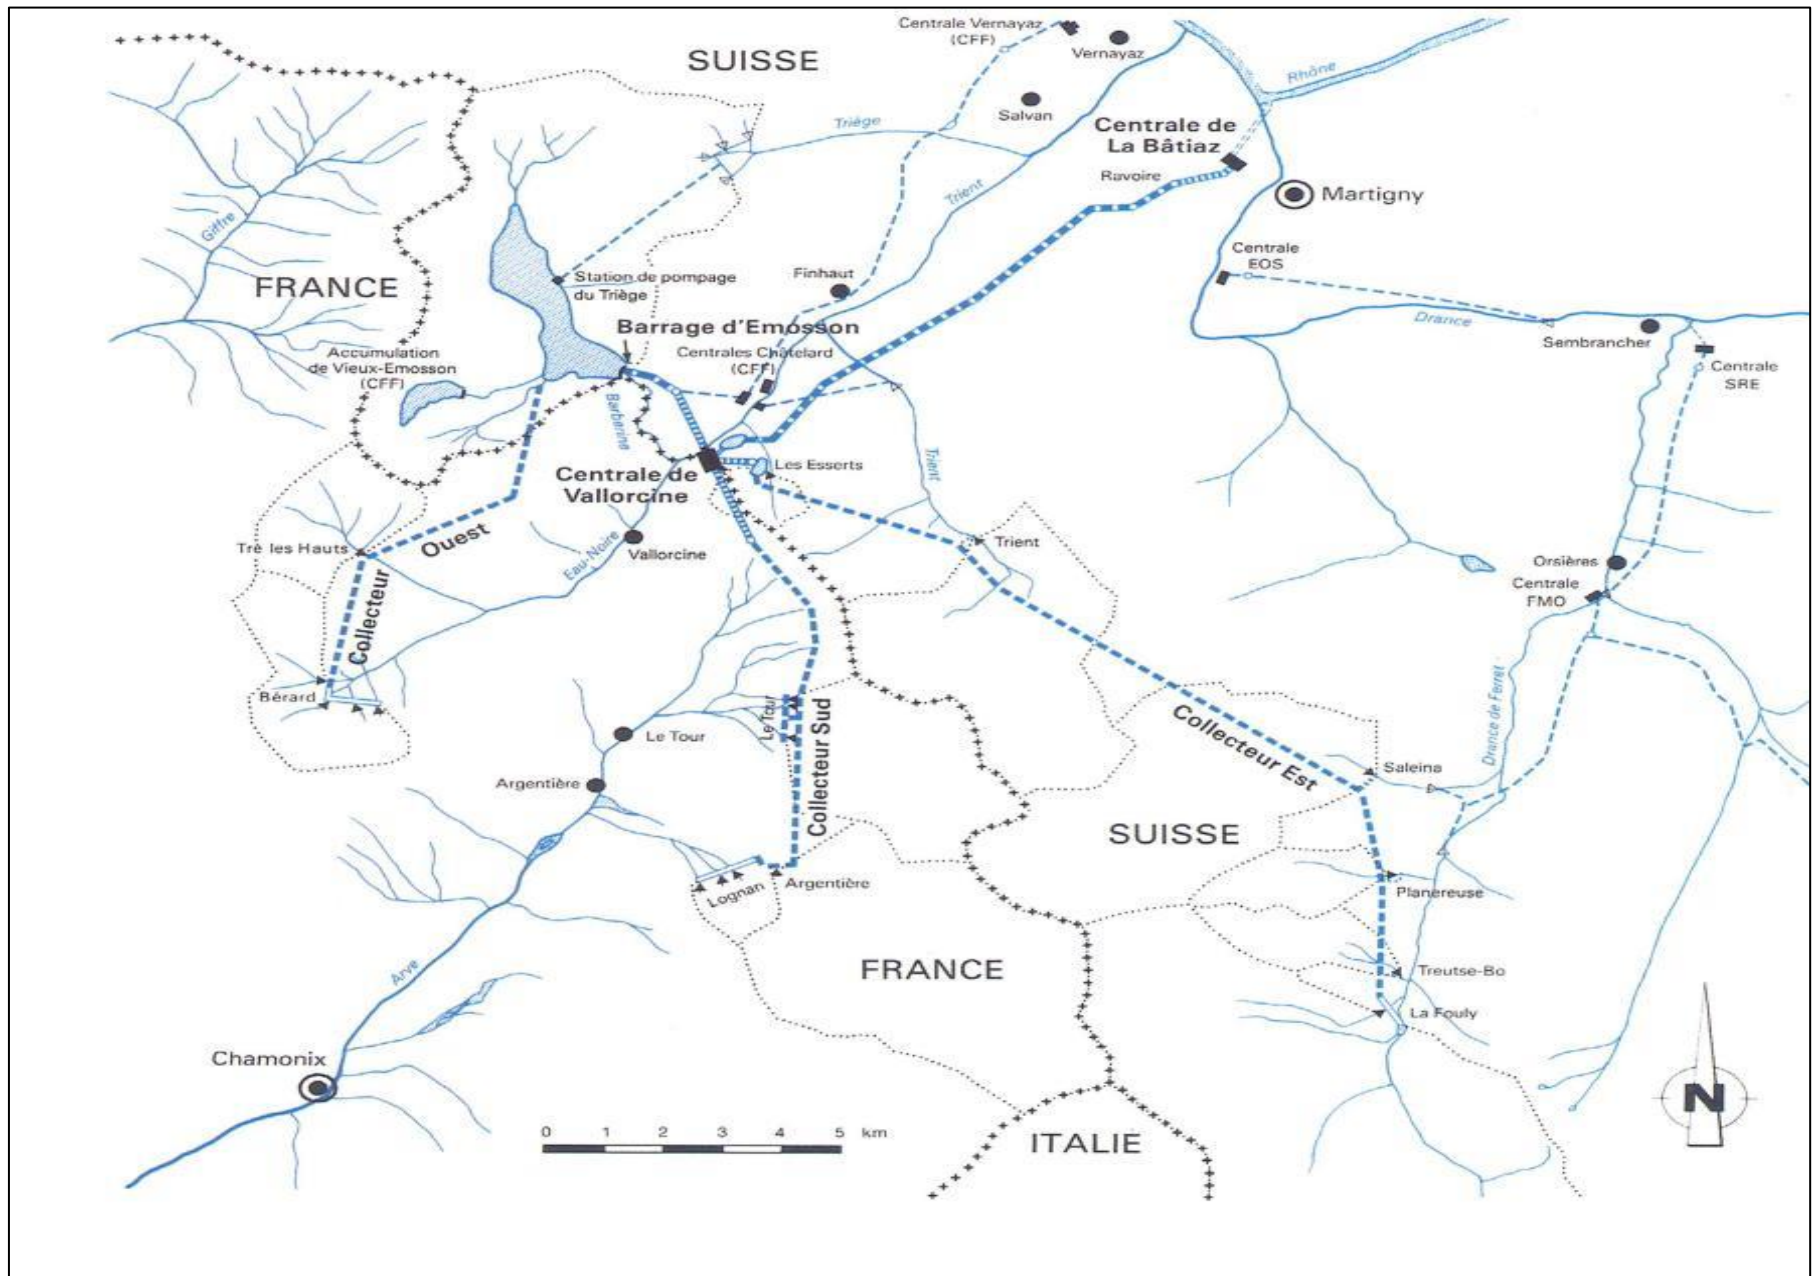 Centrale Vernayaz
(CFF)
Vernayaz
SUISSE
Rhône
Salvan
Triège
Centrale de
La Bâtiaz
Ravoire
Martigny
Trient
Giffre
Centrale
EOS
FRANCE
Station de pompage
du Triège
Finhaut
Barrage d'Emosson
Drance
Sembrancher
Accumulation
de Vieux-Emosson
(CFF)
Centrales Châtelard
(CFF)
Centrale
SRE
Barberine
Trient
Les Esserts
Centrale de
Vallorcine
Ouest
Collecteur
Tré les Hauts
Eau-Noire
Vallorcine
Trient
Orsières
Centrale
FMO
Bérard
Le Tour
Le Tour
Collecteur Sud
Collecteur Est
Drance de Ferret
Saleina
Argentière
SUISSE
Lognan
Argentière
Planereuse
Arve
FRANCE
Treutse-Bo
La Fouly
Chamonix
N
0 1 2 3 4 5 km
ITALIE